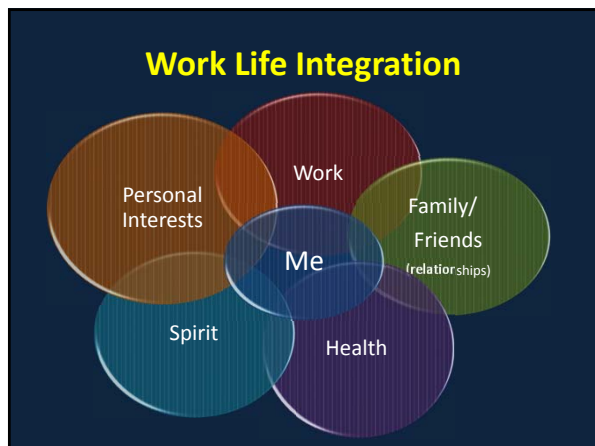 Work Life Integration
Work
Personal
Interests
Family/
Friends
(relationships)
Me
Spirit
Health